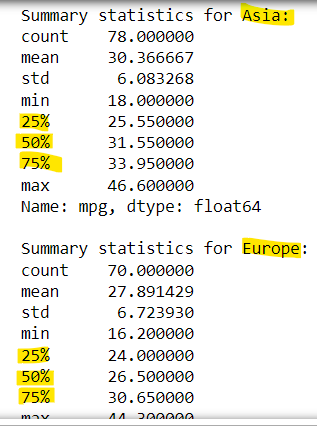 Summary statistics for Asia:
count 78.000000
mean 30.366667
std 6.083268
min 18.000000
25% 25.550000
50% 31.550000
75% 33.950000
max 46.600000
Name: mpg, dtype: float64
Summary statistics for Europe:
count 70.000000
mean 27.891429
std 6.723930
min 16.200000
25% 24.000000
50% 26.500000
75% 30.650000
max 44.300000